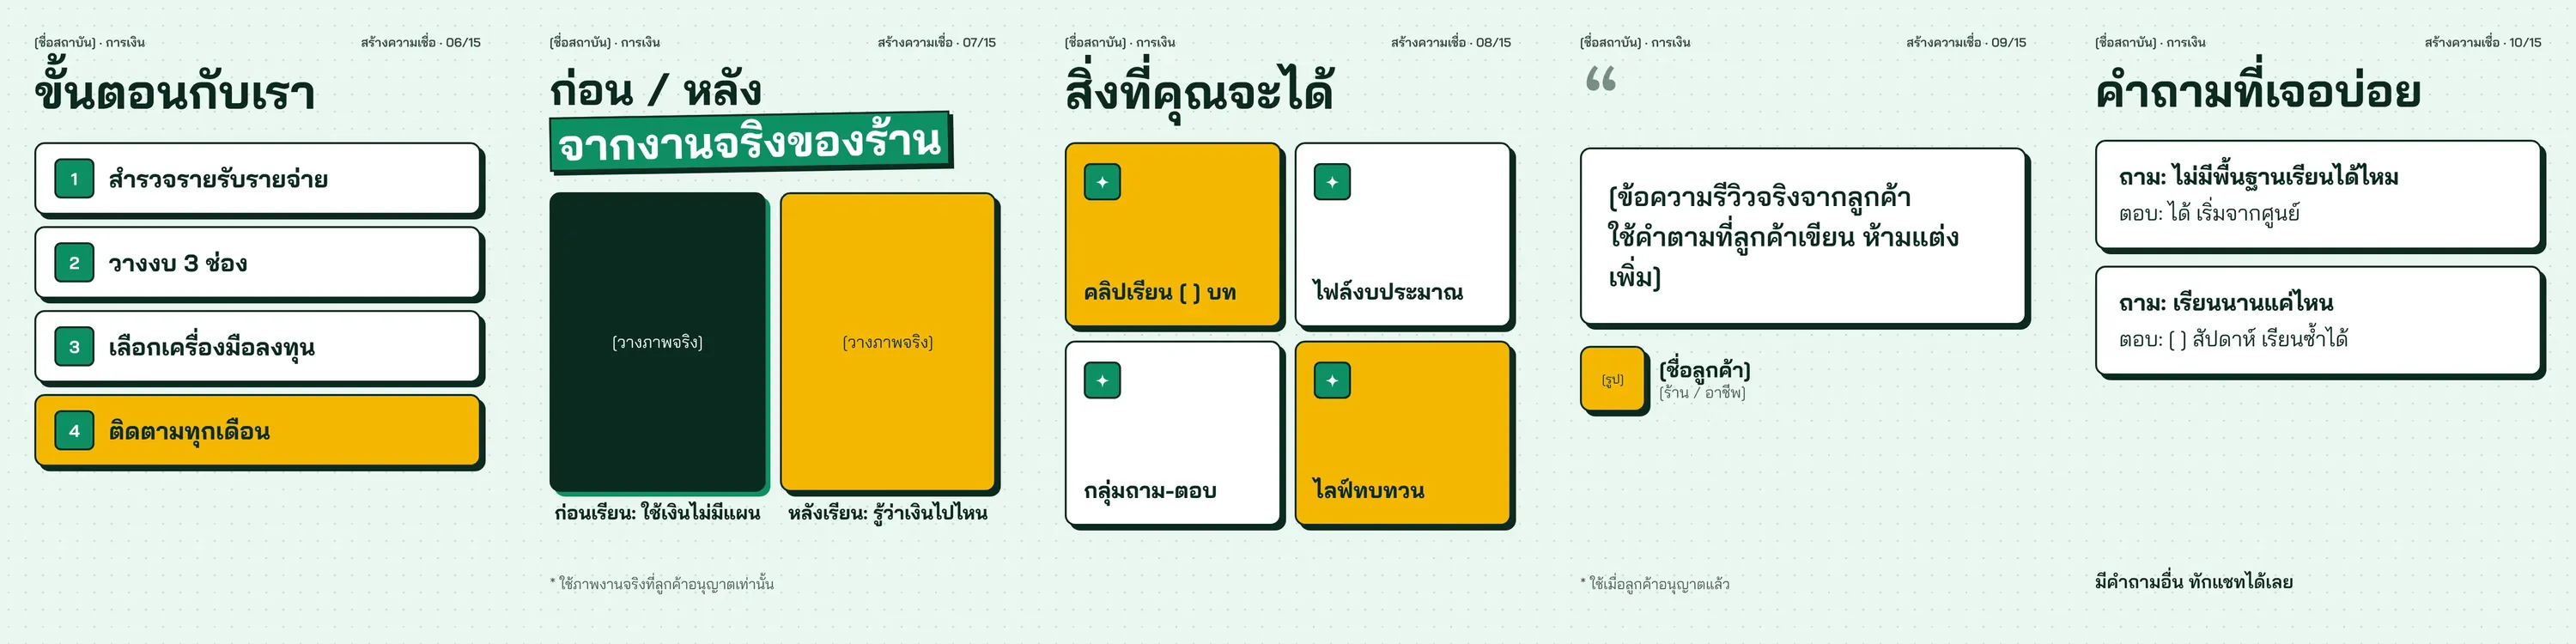 (ชื่อสถาบัน) · การเงิน
สร้างความเชื่อ · 06/15
ขั้นตอนกับเรา
1 สำรวจรายรับรายจ่าย
2 วางงบ 3 ช่อง
3 เลือกเครื่องมือลงทุน
4 ติดตามทุกเดือน
(ชื่อสถาบัน) · การเงิน
สร้างความเชื่อ · 07/15
ก่อน / หลัง
จากงานจริงของร้าน
(วางภาพจริง)
(วางภาพจริง)
ก่อนเรียน: ใช้เงินไม่มีแผน
หลังเรียน: รู้ว่าเงินไปไหน
* ใช้ภาพงานจริงที่ลูกค้าอนุญาตเท่านั้น
(ชื่อสถาบัน) · การเงิน
สร้างความเชื่อ · 08/15
สิ่งที่คุณจะได้
คลิปเรียน ( ) บท
ไฟล์งบประมาณ
กลุ่มถาม-ตอบ
ไลฟ์ทบทวน
(ชื่อสถาบัน) · การเงิน
สร้างความเชื่อ · 09/15
“
(ข้อความรีวิวจริงจากลูกค้า
ใช้คำตามที่ลูกค้าเขียน ห้ามแต่ง
เพิ่ม)
(รูป)
(ชื่อลูกค้า)
(ร้าน / อาชีพ)
* ใช้เมื่อลูกค้าอนุญาตแล้ว
(ชื่อสถาบัน) · การเงิน
สร้างความเชื่อ · 10/15
คำถามที่เจอบ่อย
ถาม: ไม่มีพื้นฐานเรียนได้ไหม
ตอบ: ได้ เริ่มจากศูนย์
ถาม: เรียนนานแค่ไหน
ตอบ: ( ) สัปดาห์ เรียนซ้ำได้
มีคำถามอื่น ทักแชทได้เลย